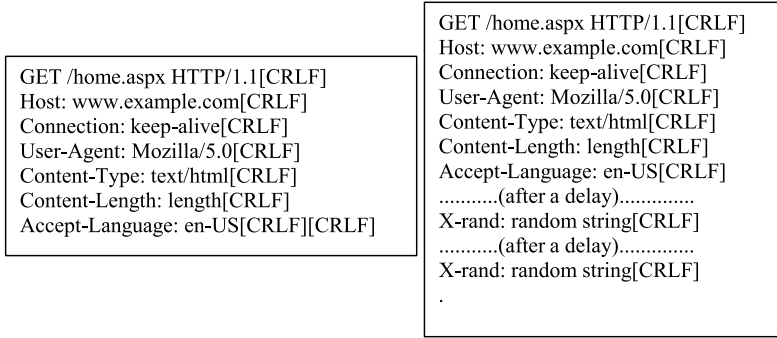 GET /home.aspx HTTP/1.1[CRLF]
Host: www.example.com[CRLF]
Connection: keep-alive[CRLF]
User-Agent: Mozilla/5.0[CRLF]
Content-Type: text/html[CRLF]
Content-Length: length[CRLF]
Accept-Language: en-US[CRLF][CRLF]
GET /home.aspx HTTP/1.1[CRLF]
Host: www.example.com[CRLF]
Connection: keep-alive[CRLF]
User-Agent: Mozilla/5.0[CRLF]
Content-Type: text/html[CRLF]
Content-Length: length[CRLF]
Accept-Language: en-US[CRLF]
...........(after a delay)..............
X-rand: random string[CRLF]
...........(after a delay)..............
X-rand: random string[CRLF]
.